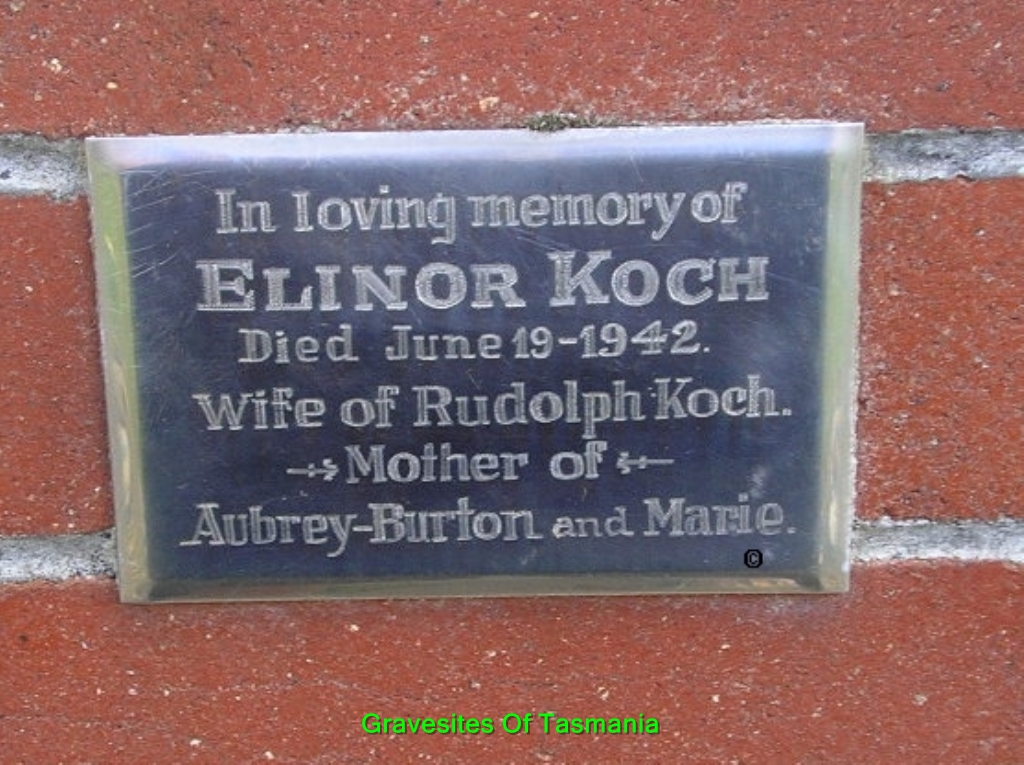 In loving memory of
ELINOR KOCH
Died June 19-1942.
Wife of Rudolph Koch.
Mother of
Aubrey-Burton and Marie.
©
Gravesites Of Tasmania